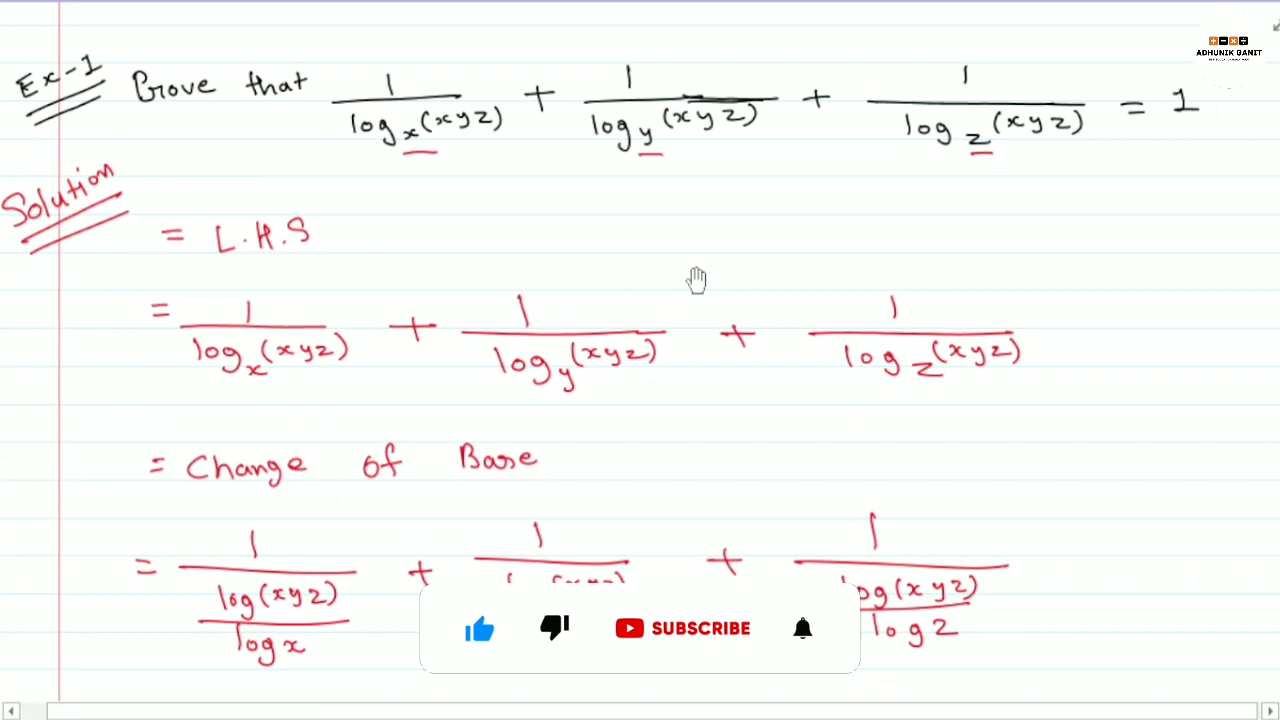 ADHUNIK GANIT
Ex-1 Prove that 1/log_x(xyz) + 1/log_y(xyz) + 1/log_z(xyz) = 1
Solution
= L.H.S
= 1/log_x(xyz) + 1/log_y(xyz) + 1/log_z(xyz)
= Change of Base
= 1/(log(xyz)/log x) + 1/ + 1/(log(xyz)/log z)
SUBSCRIBE